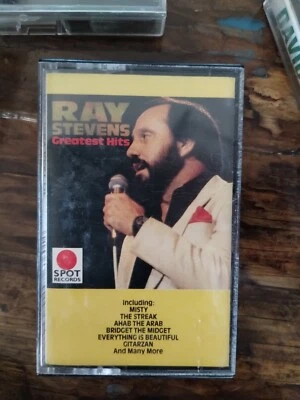 RAY
STEVENS
Greatest Hits
SPOT
RECORDS
including:
MISTY
THE STREAK
AHAB THE ARAB
BRIDGET THE MIDGET
EVERYTHING IS BEAUTIFUL
GITARZAN
And Many More
DAVI